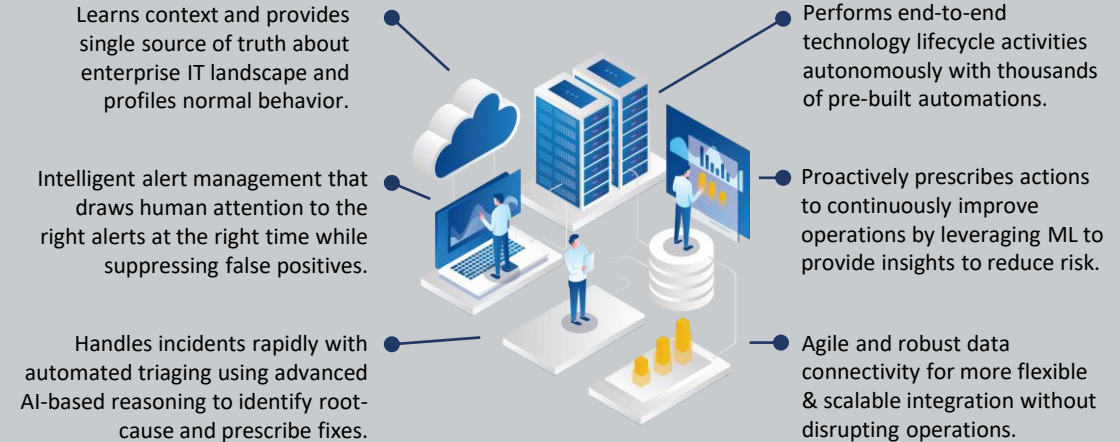 Learns context and provides
single source of truth about
enterprise IT landscape and
profiles normal behavior.
Intelligent alert management that
draws human attention to the
right alerts at the right time while
suppressing false positives.
Handles incidents rapidly with
automated triaging using advanced
AI-based reasoning to identify root-
cause and prescribe fixes.
Performs end-to-end
technology lifecycle activities
autonomously with thousands
of pre-built automations.
Proactively prescribes actions
to continuously improve
operations by leveraging ML to
provide insights to reduce risk.
Agile and robust data
connectivity for more flexible
& scalable integration without
disrupting operations.